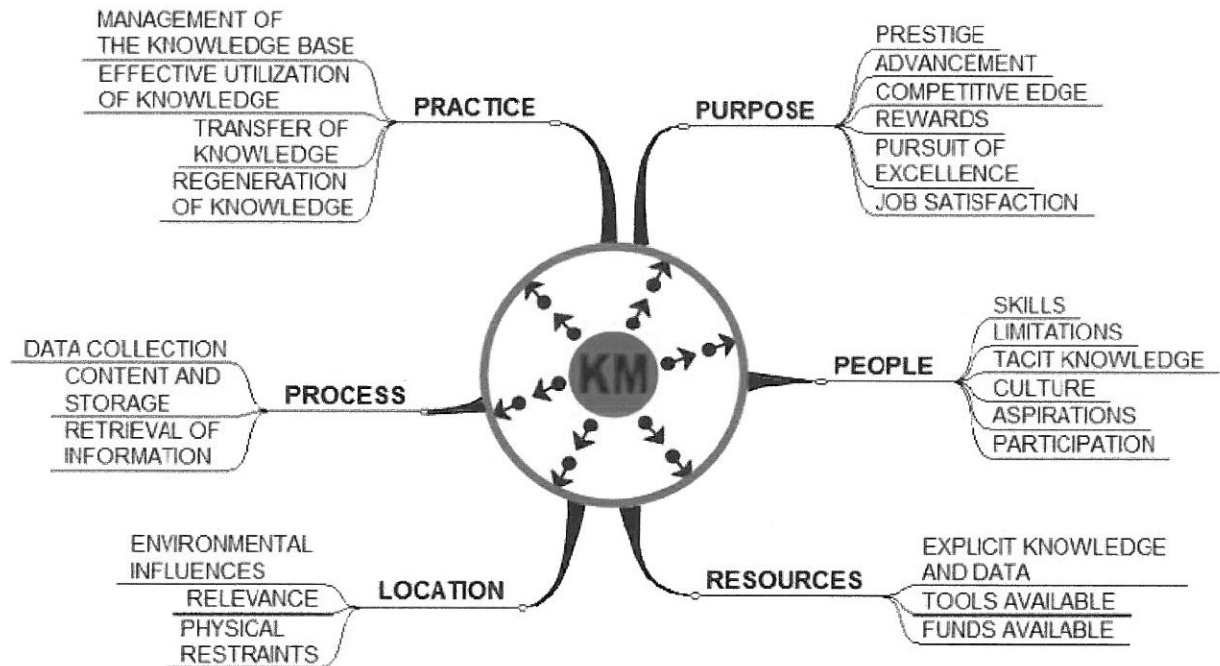 MANAGEMENT OF
THE KNOWLEDGE BASE
EFFECTIVE UTILIZATION
OF KNOWLEDGE
TRANSFER OF
KNOWLEDGE
REGENERATION
OF KNOWLEDGE
PRACTICE
PURPOSE
PRESTIGE
ADVANCEMENT
COMPETITIVE EDGE
REWARDS
PURSUIT OF
EXCELLENCE
JOB SATISFACTION
DATA COLLECTION
CONTENT AND
STORAGE
RETRIEVAL OF
INFORMATION
PROCESS
KM
PEOPLE
SKILLS
LIMITATIONS
TACIT KNOWLEDGE
CULTURE
ASPIRATIONS
PARTICIPATION
ENVIRONMENTAL
INFLUENCES
RELEVANCE
PHYSICAL
RESTRAINTS
LOCATION
RESOURCES
EXPLICIT KNOWLEDGE
AND DATA
TOOLS AVAILABLE
FUNDS AVAILABLE